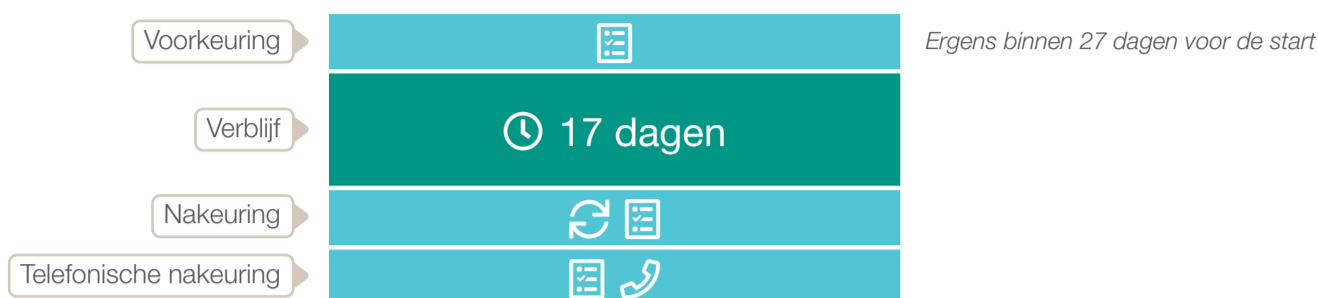 Voorkeuring
Ergens binnen 27 dagen voor de start
Verblijf
17 dagen
Nakeuring
Telefonische nakeuring